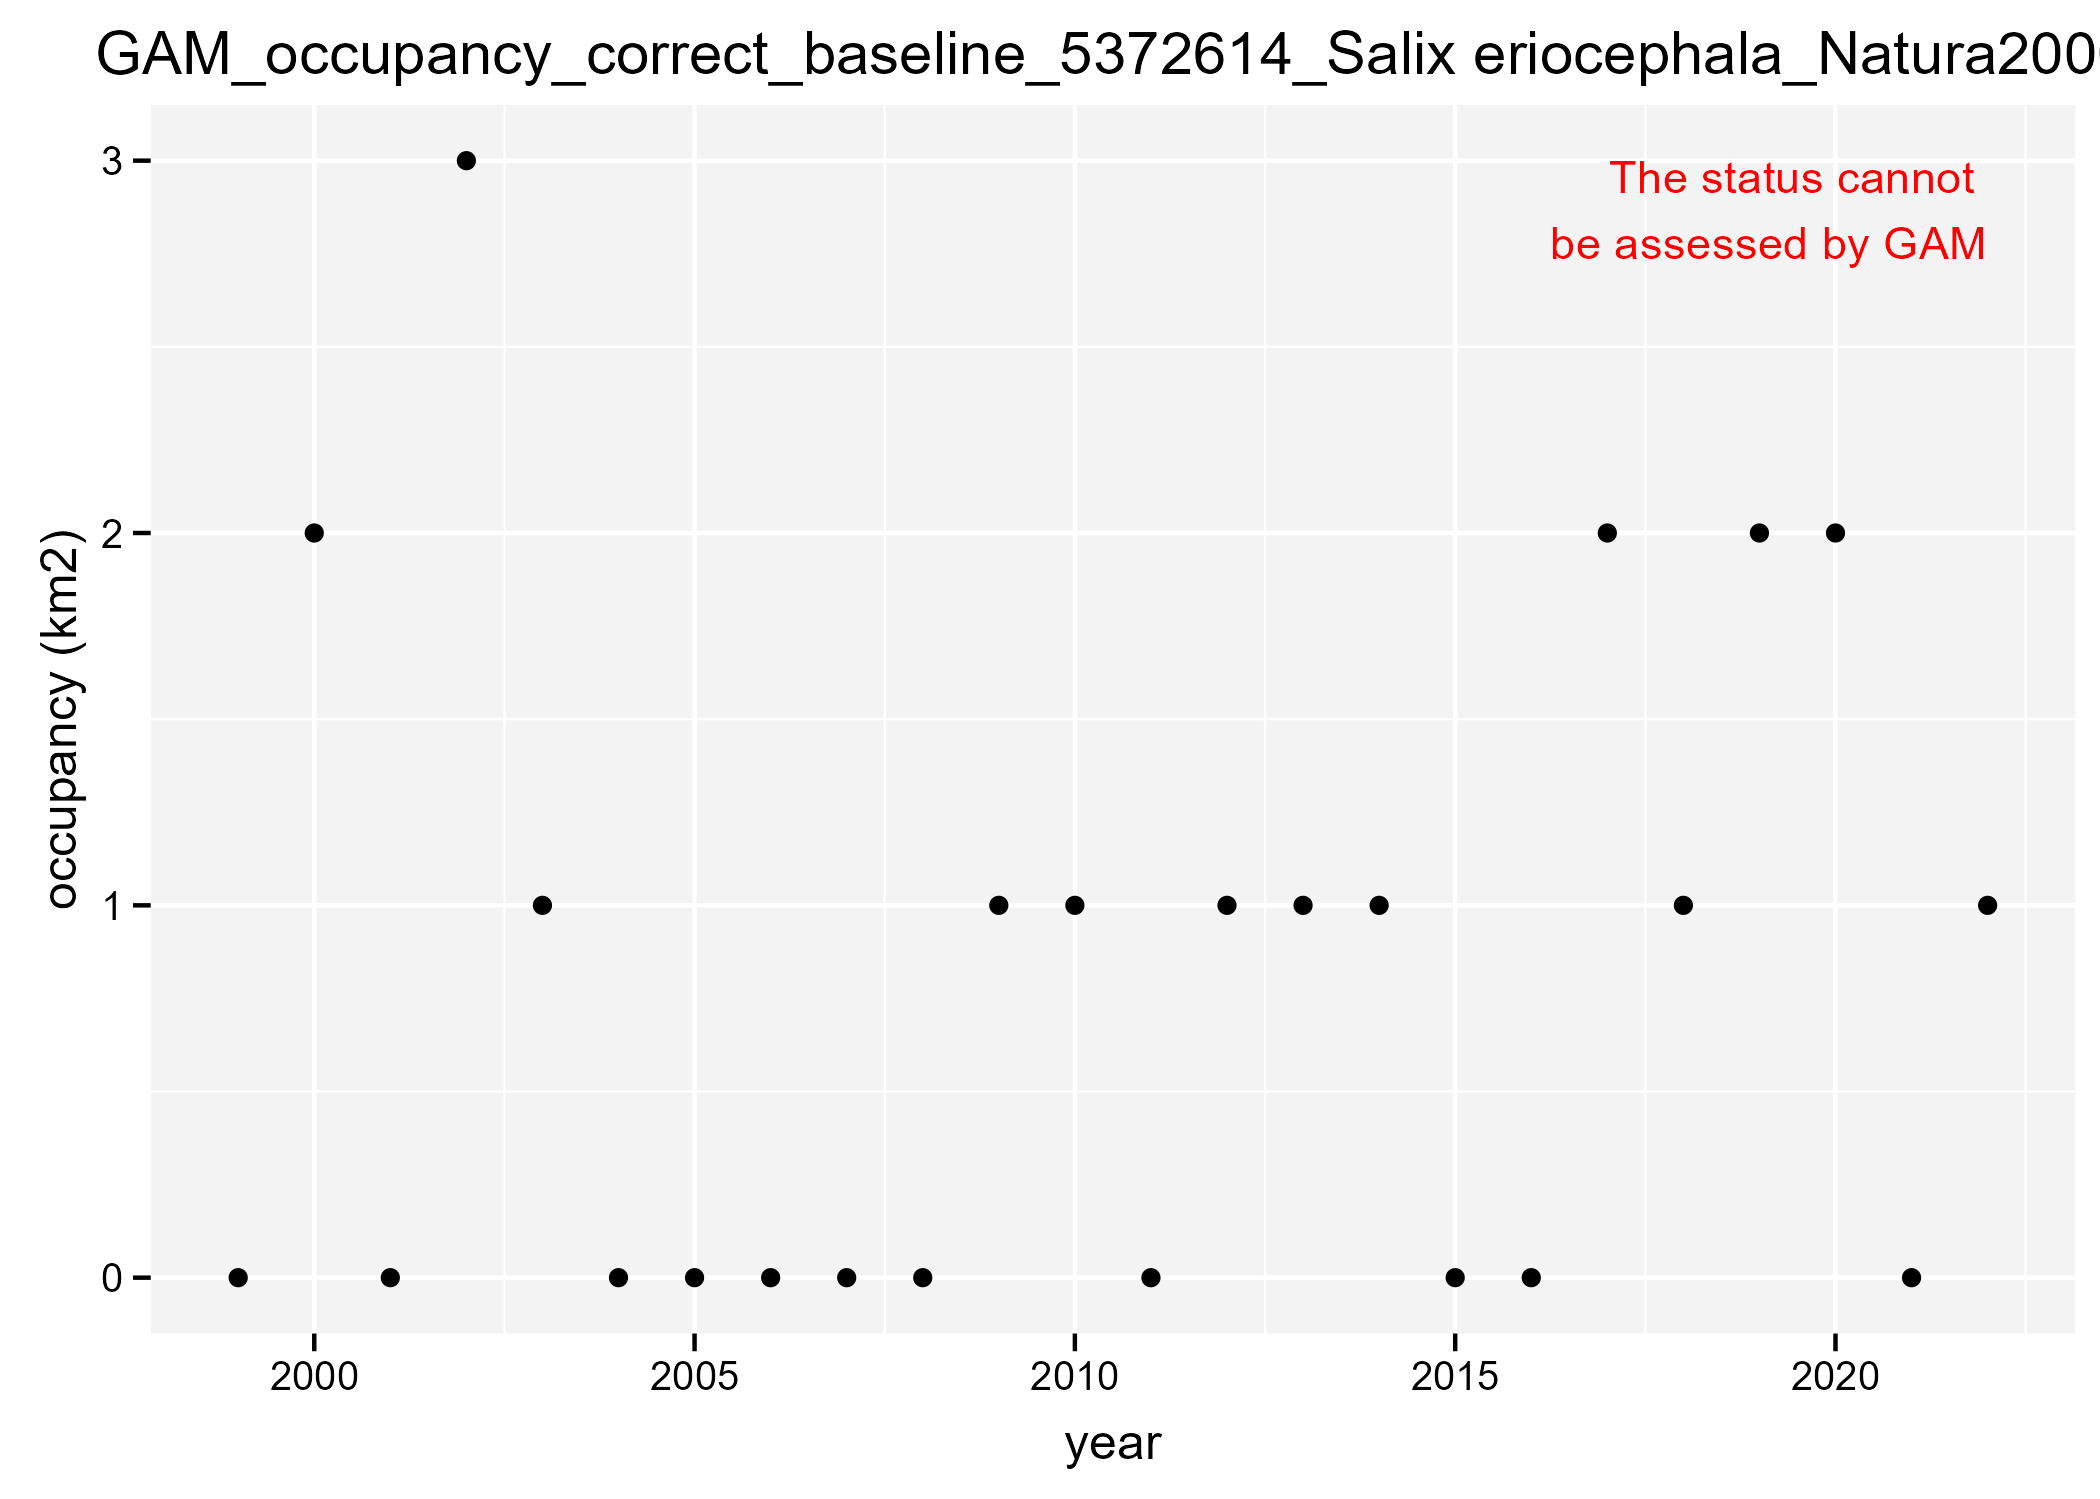 GAM_occupancy_correct_baseline_5372614_Salix eriocephala_Natura200
3
The status cannot
be assessed by GAM
occupancy (km2)
2
1
0
2000 2005 2010 2015 2020
year